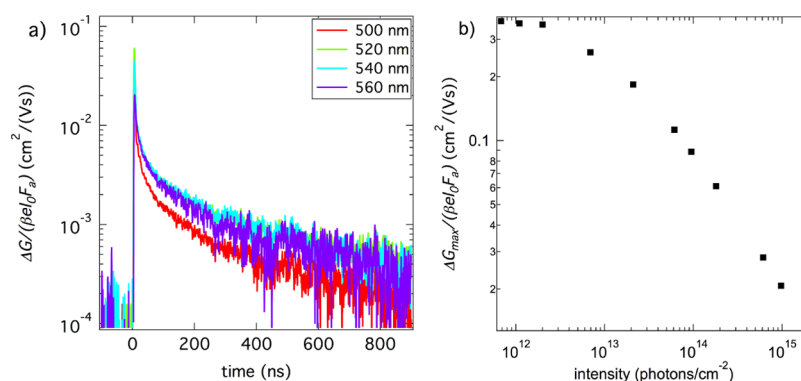 a)
10⁻¹
10⁻²
10⁻³
10⁻⁴
ΔG/(βeI₀Fₐ) (cm²/(Vs))
500 nm
520 nm
540 nm
560 nm
0
200
400
600
800
time (ns)
b)
3
2
0.1
8
6
5
4
3
2
ΔGₘₐₓ/(βeI₀Fₐ) (cm²/(Vs))
10¹²
10¹³
10¹⁴
10¹⁵
intensity (photons/cm⁻²)